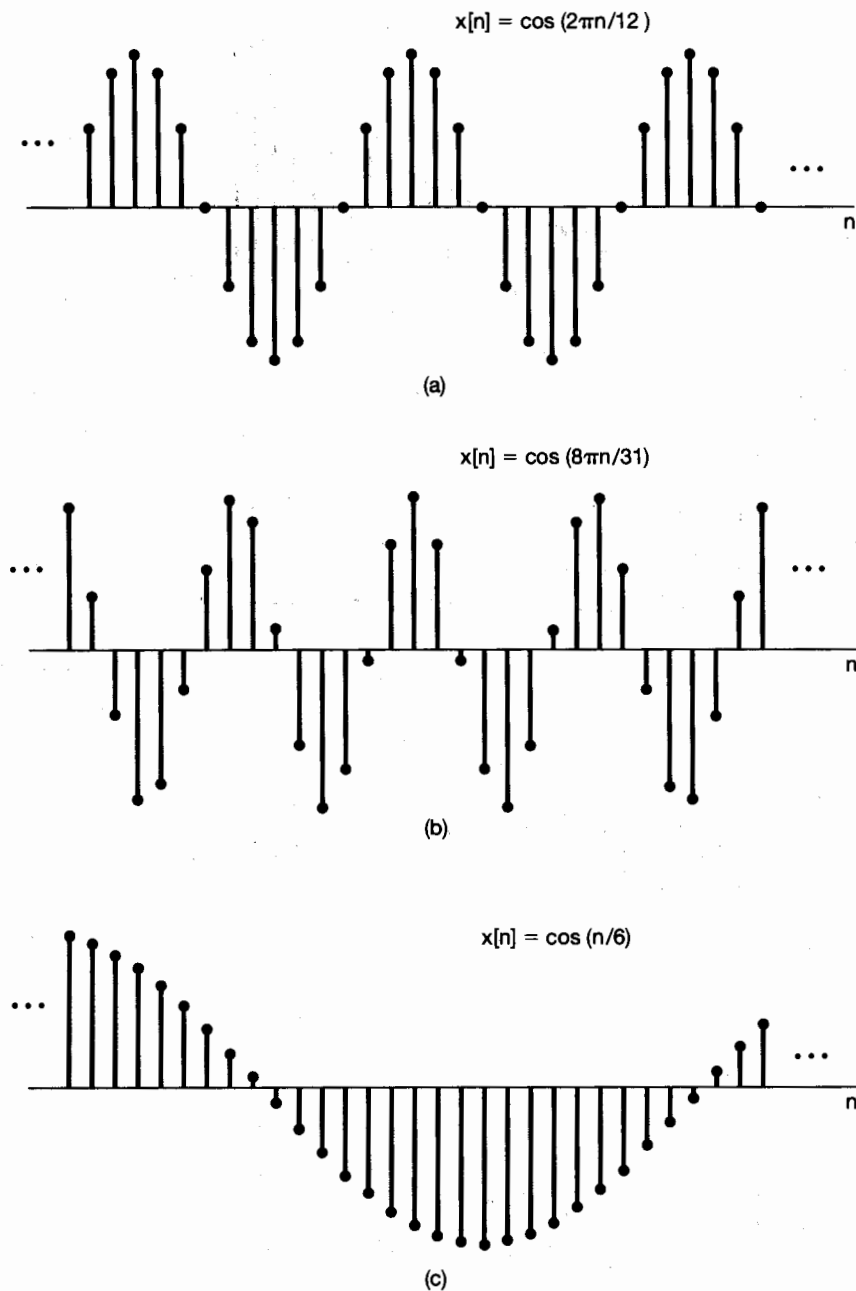 x[n] = cos (2πn/12 )
... ...
n
(a)
x[n] = cos (8πn/31)
... ...
n
(b)
x[n] = cos (n/6)
... ...
n
(c)